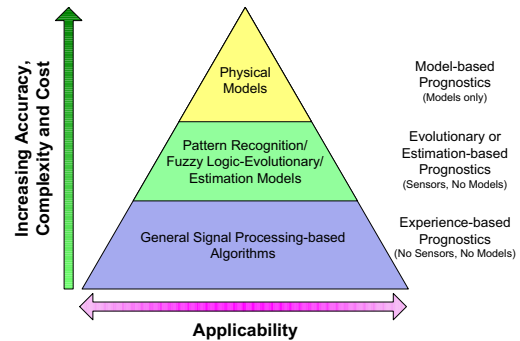 Increasing Accuracy,
Complexity and Cost
Physical
Models
Model-based
Prognostics
(Models only)
Pattern Recognition/
Fuzzy Logic-Evolutionary/
Estimation Models
Evolutionary or
Estimation-based
Prognostics
(Sensors, No Models)
General Signal Processing-based
Algorithms
Experience-based
Prognostics
(No Sensors, No Models)
Applicability